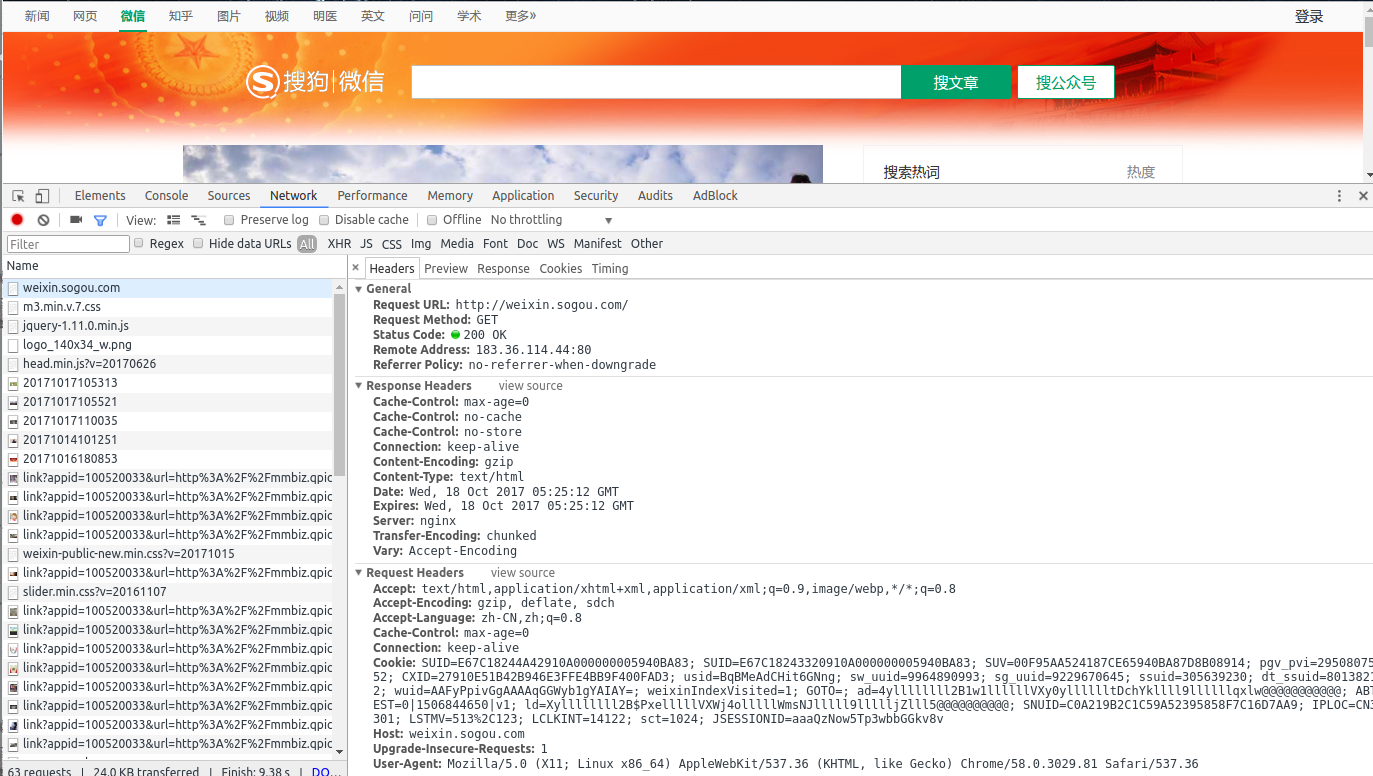 新闻 网页 微信 知乎 图片 视频 明医 英文 问问 学术 更多» 登录
S 搜狗 微信 搜文章 搜公众号
搜索热词 热度
Elements Console Sources Network Performance Memory Application Security Audits AdBlock
View: Preserve log Disable cache Offline No throttling
Filter Regex Hide data URLs All XHR JS CSS Img Media Font Doc WS Manifest Other
Name
weixin.sogou.com
m3.min.v.7.css
jquery-1.11.0.min.js
logo_140x34_w.png
head.min.js?v=20170626
20171017105313
20171017105521
20171017110035
20171014101251
20171016180853
link?appid=100520033&url=http%3A%2F%2Fmmbiz.qpic
link?appid=100520033&url=http%3A%2F%2Fmmbiz.qpic
link?appid=100520033&url=http%3A%2F%2Fmmbiz.qpic
link?appid=100520033&url=http%3A%2F%2Fmmbiz.qpic
weixin-public-new.min.css?v=20171015
link?appid=100520033&url=http%3A%2F%2Fmmbiz.qpic
slider.min.css?v=20161107
link?appid=100520033&url=http%3A%2F%2Fmmbiz.qpic
link?appid=100520033&url=http%3A%2F%2Fmmbiz.qpic
link?appid=100520033&url=http%3A%2F%2Fmmbiz.qpic
link?appid=100520033&url=http%3A%2F%2Fmmbiz.qpic
link?appid=100520033&url=http%3A%2F%2Fmmbiz.qpic
link?appid=100520033&url=http%3A%2F%2Fmmbiz.qpic
link?appid=100520033&url=http%3A%2F%2Fmmbiz.qpic
link?appid=100520033&url=http%3A%2F%2Fmmbiz.qpic
63 requests | 24.0 KB transferred | Finish: 9.38 s | DO...
Headers Preview Response Cookies Timing
General
Request URL: http://weixin.sogou.com/
Request Method: GET
Status Code: 200 OK
Remote Address: 183.36.114.44:80
Referrer Policy: no-referrer-when-downgrade
Response Headers view source
Cache-Control: max-age=0
Cache-Control: no-cache
Cache-Control: no-store
Connection: keep-alive
Content-Encoding: gzip
Content-Type: text/html
Date: Wed, 18 Oct 2017 05:25:12 GMT
Expires: Wed, 18 Oct 2017 05:25:12 GMT
Server: nginx
Transfer-Encoding: chunked
Vary: Accept-Encoding
Request Headers view source
Accept: text/html,application/xhtml+xml,application/xml;q=0.9,image/webp,*/*;q=0.8
Accept-Encoding: gzip, deflate, sdch
Accept-Language: zh-CN,zh;q=0.8
Cache-Control: max-age=0
Connection: keep-alive
Cookie: SUID=E67C18244A42910A000000005940BA83; SUID=E67C18243320910A000000005940BA83; SUV=00F95AA524187CE65940BA87D8B08914; pgv_pvi=29508075
52; CXID=27910E51B42B946E3FFE4BB9F400FAD3; usid=BqBMeAdCHit6GNng; sw_uuid=9964890993; sg_uuid=9229670645; ssuid=305639230; dt_ssuid=8013821
2; wuid=AAFyPpivGgAAAAqGGWyb1gYAIAY=; weixinIndexVisited=1; GOTO=; ad=4yllllllll2B1w1lllllllVXy0ylllllltDchYkllll9lllllllqxlw@@@@@@@@@@@; ABT
EST=0|1506844650|v1; ld=Xyllllllll2B$PxelllllVXWj4olllllWmsNJlllll9llllljZlll5@@@@@@@@@@; SNUID=C0A219B2C1C59A52395858F7C16D7AA9; IPLOC=CN3
301; LSTMV=513%2C123; LCLKINT=14122; sct=1024; JSESSIONID=aaaQzNow5Tp3wbbGGkv8v
Host: weixin.sogou.com
Upgrade-Insecure-Requests: 1
User-Agent: Mozilla/5.0 (X11; Linux x86_64) AppleWebKit/537.36 (KHTML, like Gecko) Chrome/58.0.3029.81 Safari/537.36